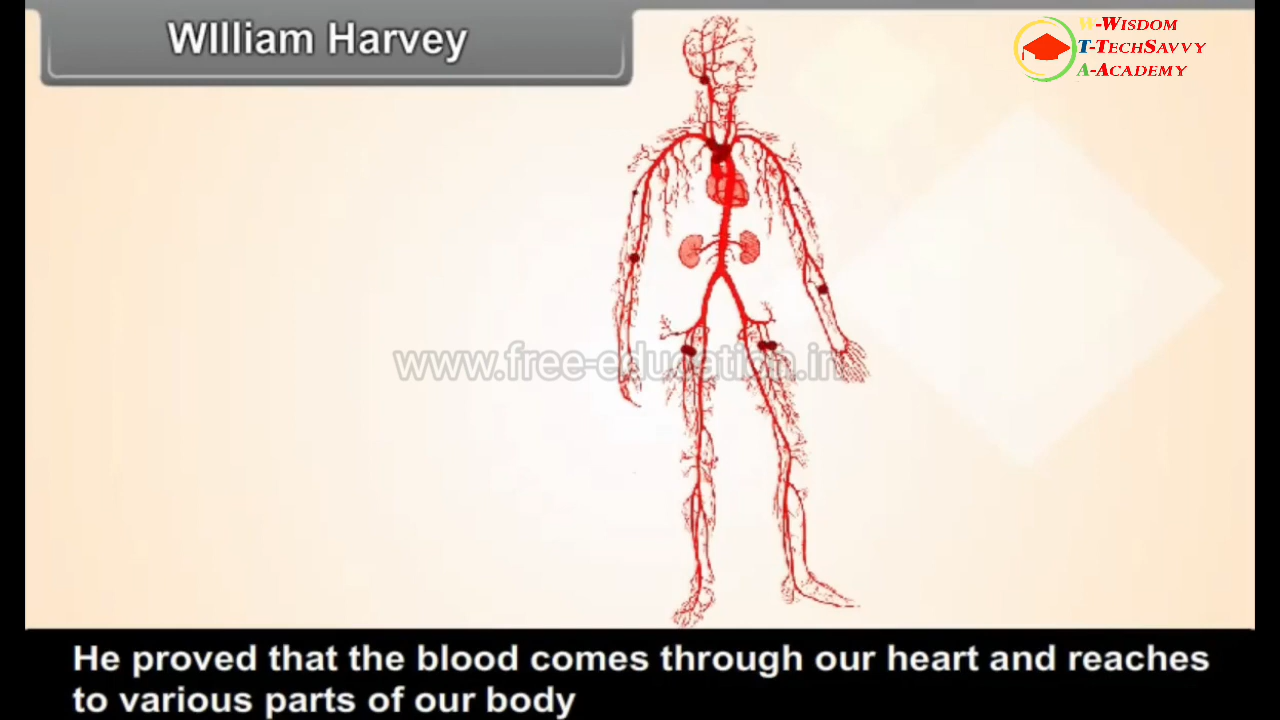 WIlliam Harvey
W-Wisdom
T-TechSavvy
A-Academy
www.free-education.in
He proved that the blood comes through our heart and reaches
to various parts of our body